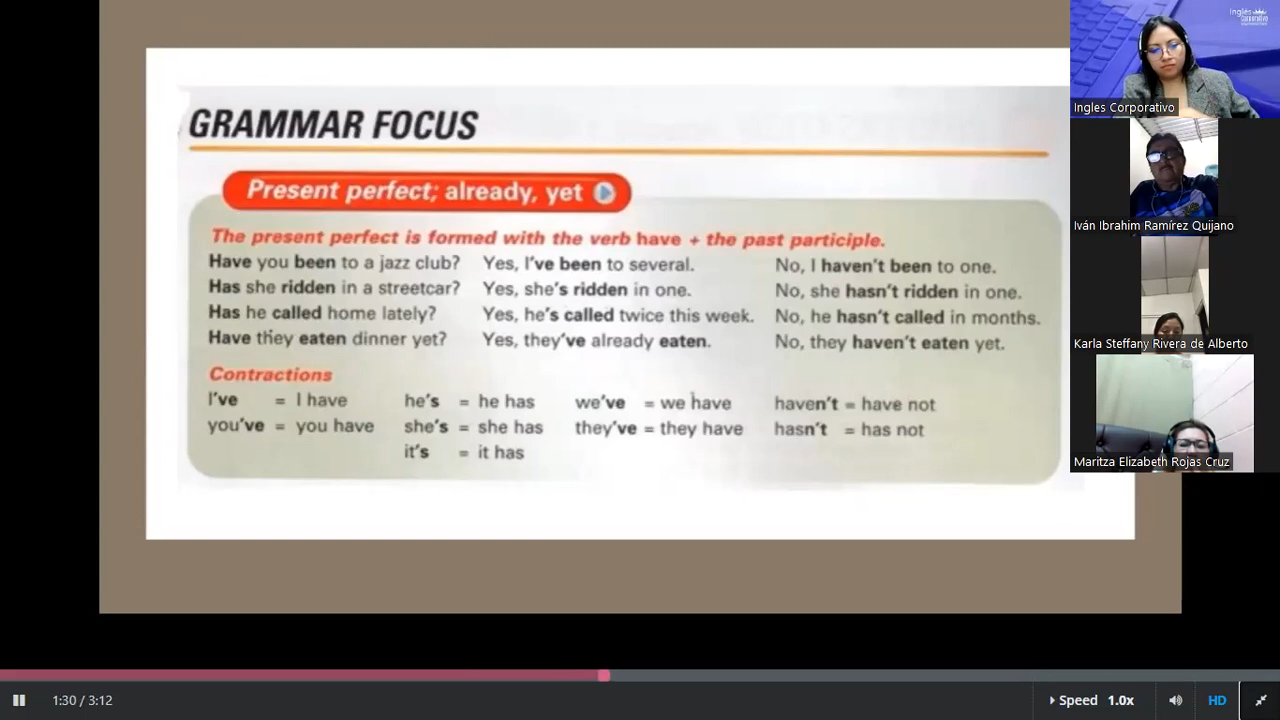 GRAMMAR FOCUS
Present perfect; already, yet
The present perfect is formed with the verb have + the past participle.
Have you been to a jazz club? Yes, I've been to several. No, I haven't been to one.
Has she ridden in a streetcar? Yes, she's ridden in one. No, she hasn't ridden in one.
Has he called home lately? Yes, he's called twice this week. No, he hasn't called in months.
Have they eaten dinner yet? Yes, they've already eaten. No, they haven't eaten yet.
Contractions
I've = I have he's = he has we've = we have haven't = have not
you've = you have she's = she has they've = they have hasn't = has not
it's = it has
Inglés
Corporativo
Ingles Corporativo
Iván Ibrahim Ramírez Quijano
Karla Steffany Rivera de Alberto
Maritza Elizabeth Rojas Cruz
1:30 / 3:12
Speed 1.0x
HD